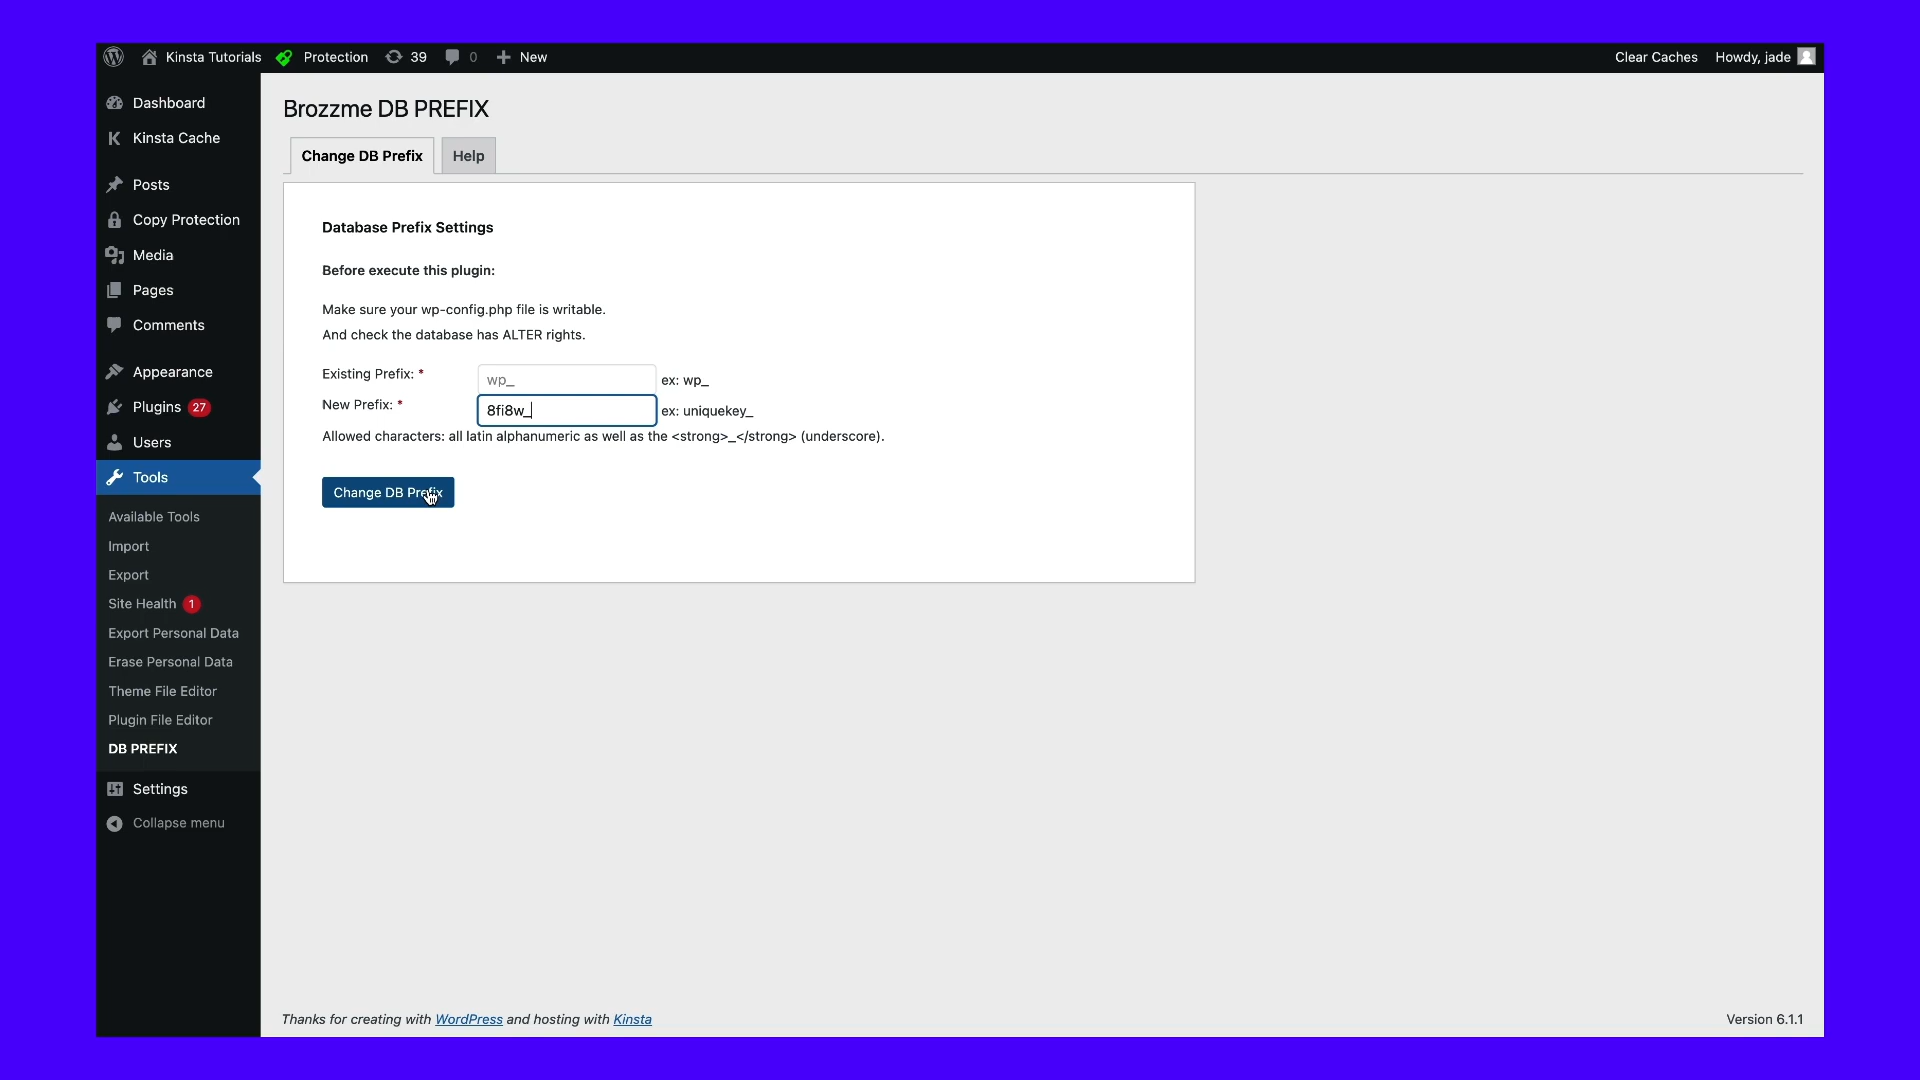 Kinsta Tutorials Protection 39 0 New Clear Caches Howdy, jade
Dashboard
Kinsta Cache
Posts
Copy Protection
Media
Pages
Comments
Appearance
Plugins 27
Users
Tools
Available Tools
Import
Export
Site Health 1
Export Personal Data
Erase Personal Data
Theme File Editor
Plugin File Editor
DB PREFIX
Settings
Collapse menu
Brozzme DB PREFIX
Change DB Prefix Help
Database Prefix Settings
Before execute this plugin:
Make sure your wp-config.php file is writable.
And check the database has ALTER rights.
Existing Prefix: * wp_ ex: wp_
New Prefix: * 8fi8w_ ex: uniquekey_
Allowed characters: all latin alphanumeric as well as the <strong>_</strong> (underscore).
Change DB Prefix
Thanks for creating with WordPress and hosting with Kinsta Version 6.1.1